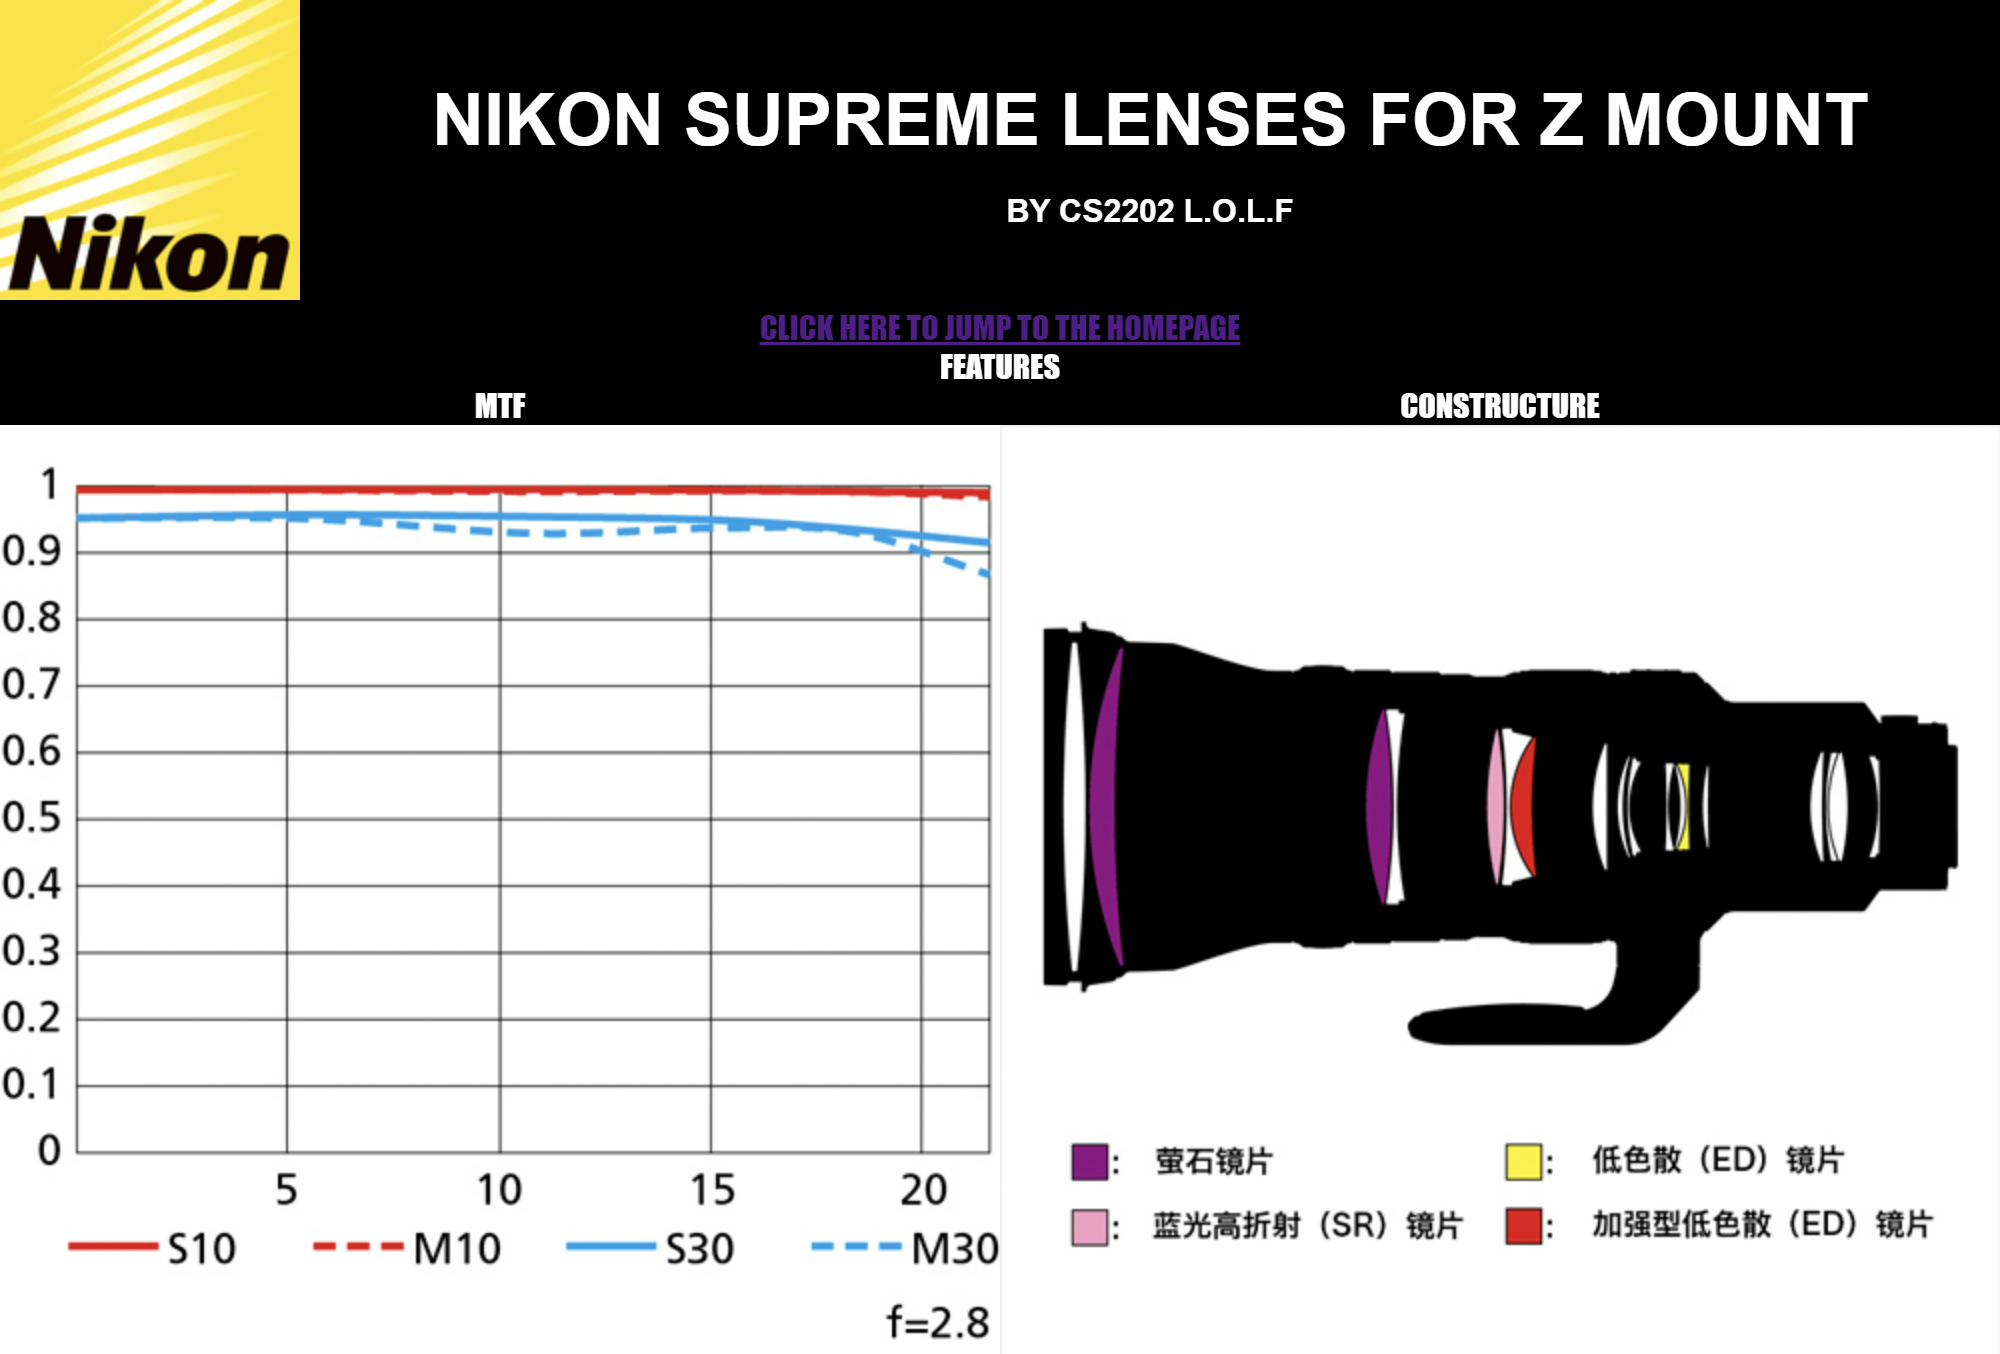 Nikon
NIKON SUPREME LENSES FOR Z MOUNT
BY CS2202 L.O.L.F
CLICK HERE TO JUMP TO THE HOMEPAGE
FEATURES
MTF
CONSTRUCTURE
1
0.9
0.8
0.7
0.6
0.5
0.4
0.3
0.2
0.1
0
5 10 15 20
S10 M10 S30 M30
f=2.8
: 萤石镜片 : 低色散（ED）镜片
: 蓝光高折射（SR）镜片 : 加强型低色散（ED）镜片